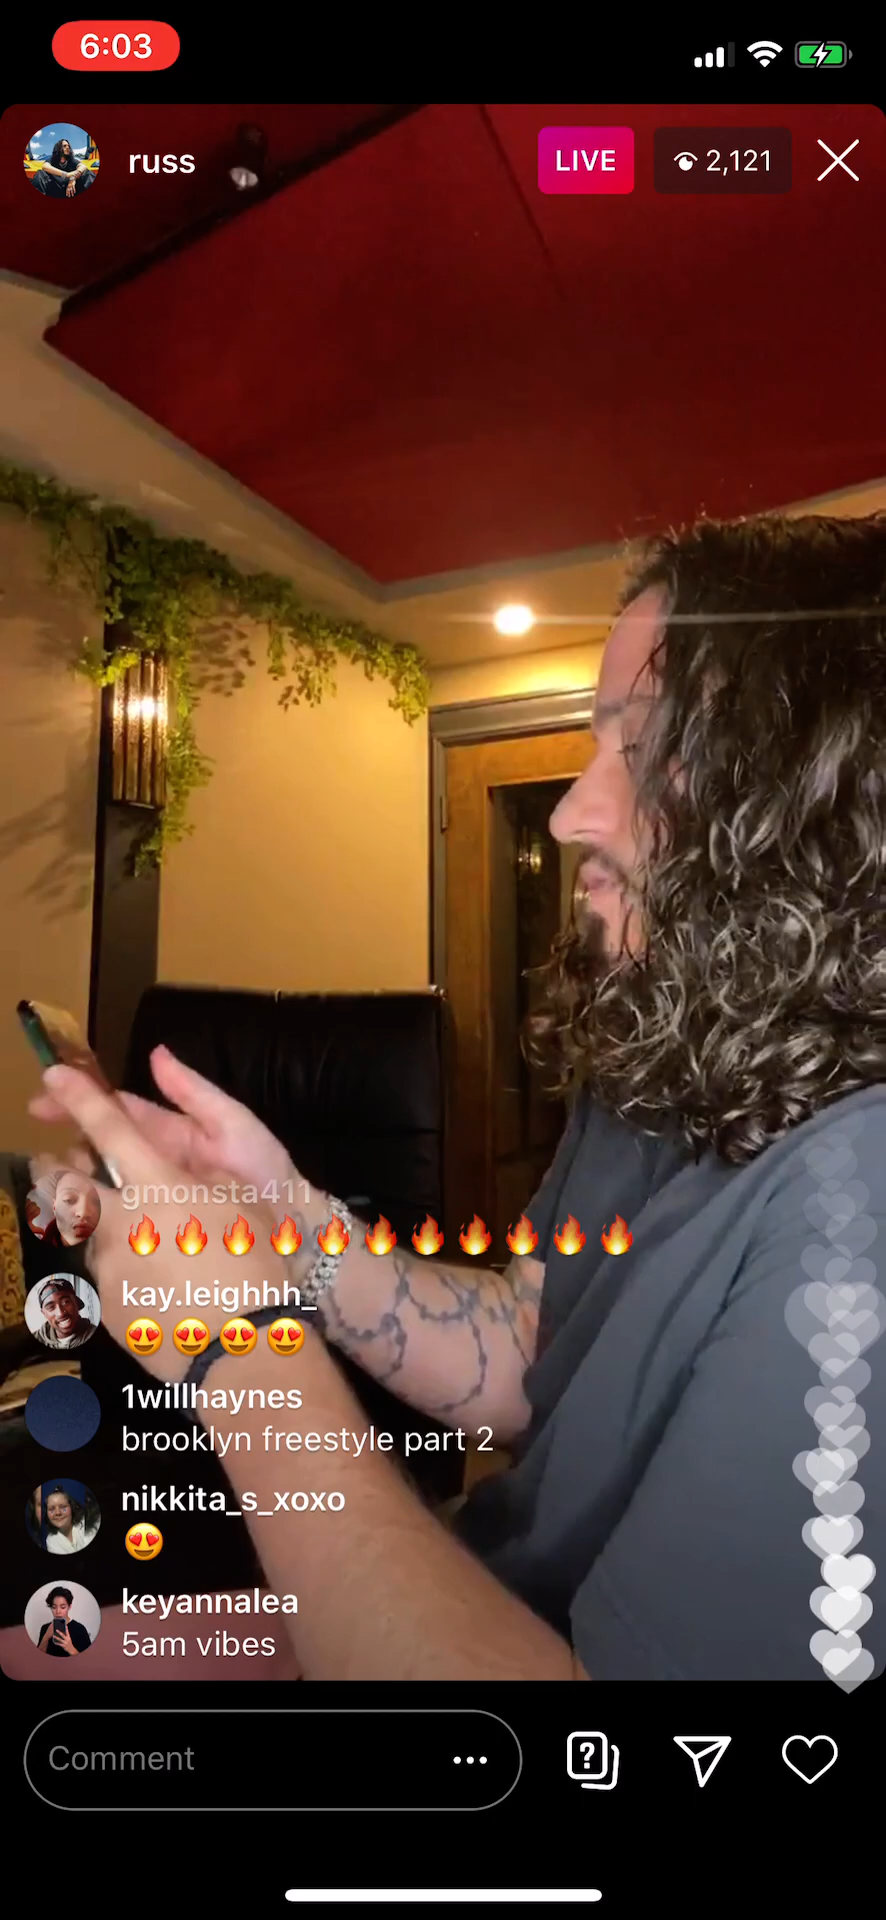 6:03
russ
LIVE
2,121
gmonsta411
🔥🔥🔥🔥🔥🔥🔥🔥🔥🔥🔥
kay.leighhh_
😍😍😍😍
1willhaynes
brooklyn freestyle part 2
nikkita_s_xoxo
😍
keyannalea
5am vibes
Comment